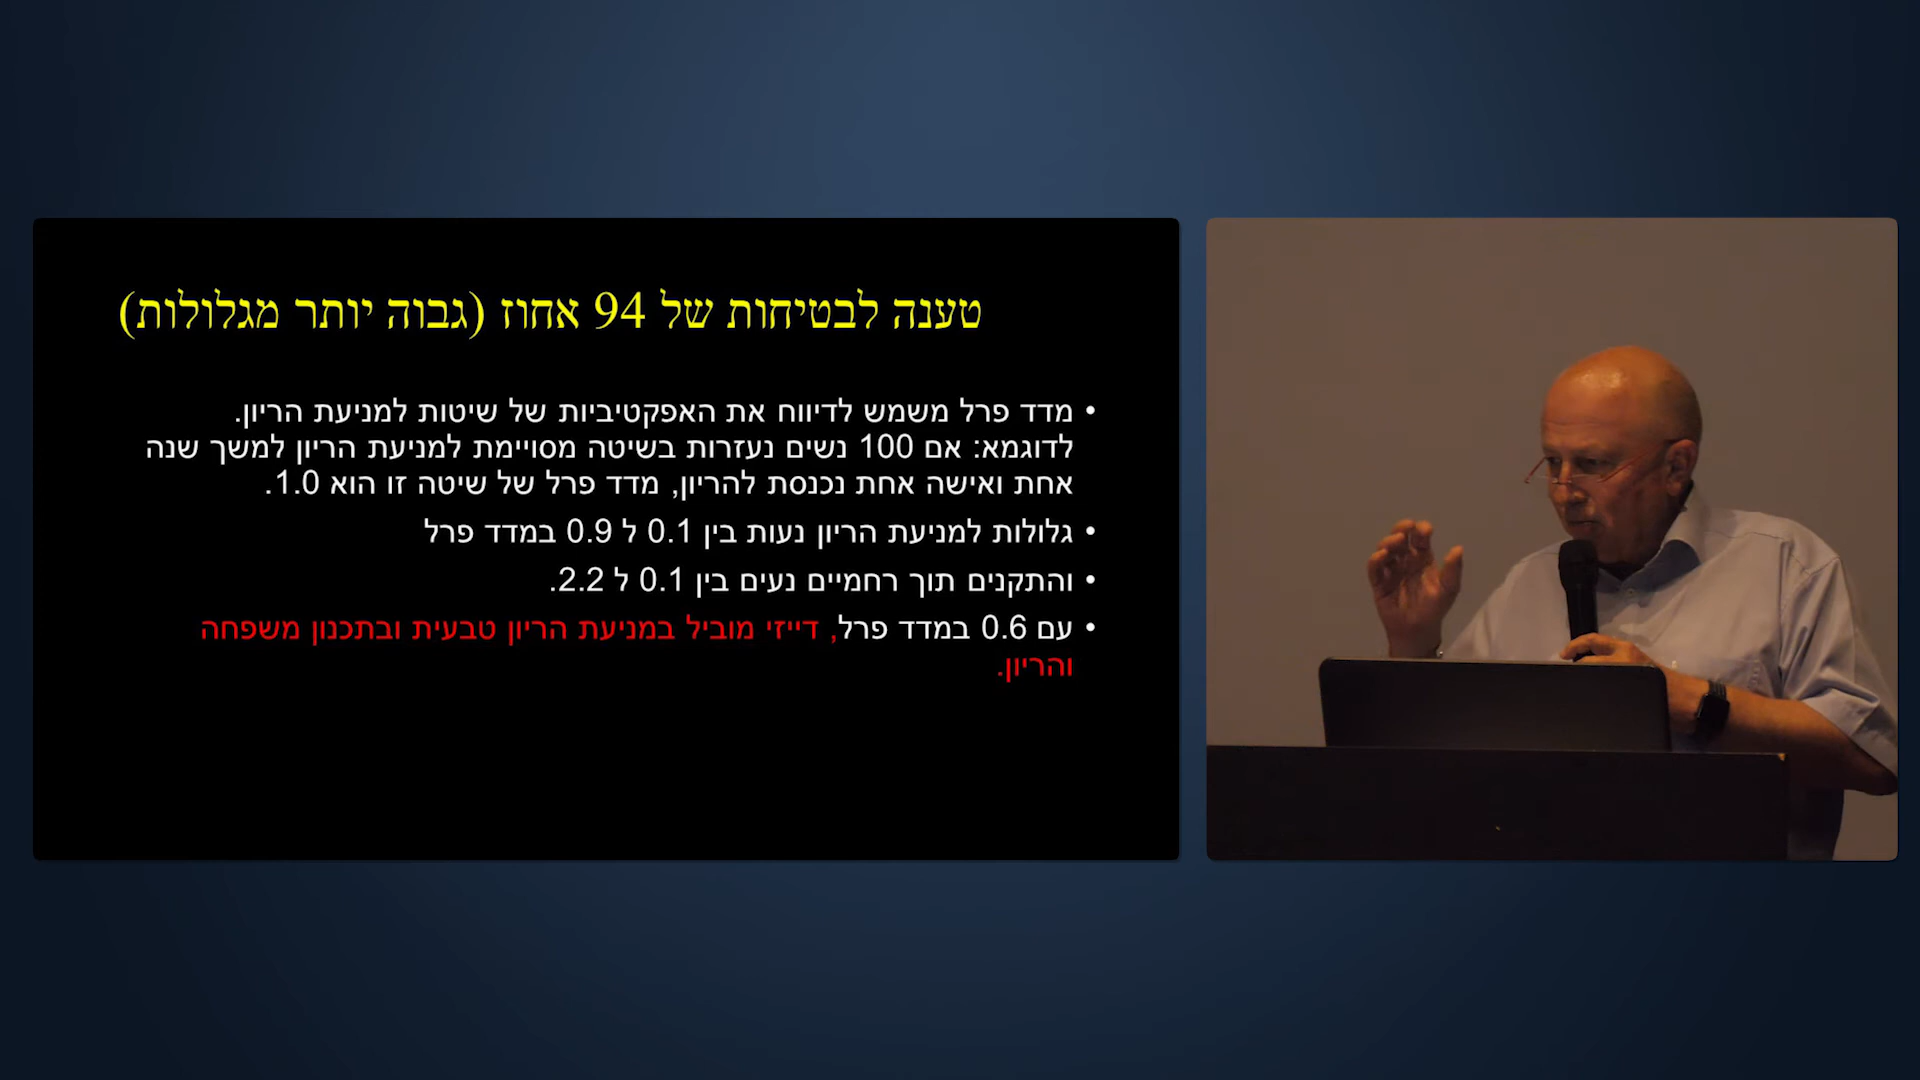 טענה לבטיחות של 94 אחוז (גבוה יותר מגלולות)
• מדד פרל משמש לדיווח את האפקטיביות של שיטות למניעת הריון.
לדוגמא: אם 100 נשים נעזרות בשיטה מסויימת למניעת הריון למשך שנה
אחת ואישה אחת נכנסת להריון, מדד פרל של שיטה זו הוא 1.0.
• גלולות למניעת הריון נעות בין 0.1 ל 0.9 במדד פרל
• והתקנים תוך רחמיים נעים בין 0.1 ל 2.2.
• עם 0.6 במדד פרל, דייזי מוביל במניעת הריון טבעית ובתכנון משפחה
והריון.